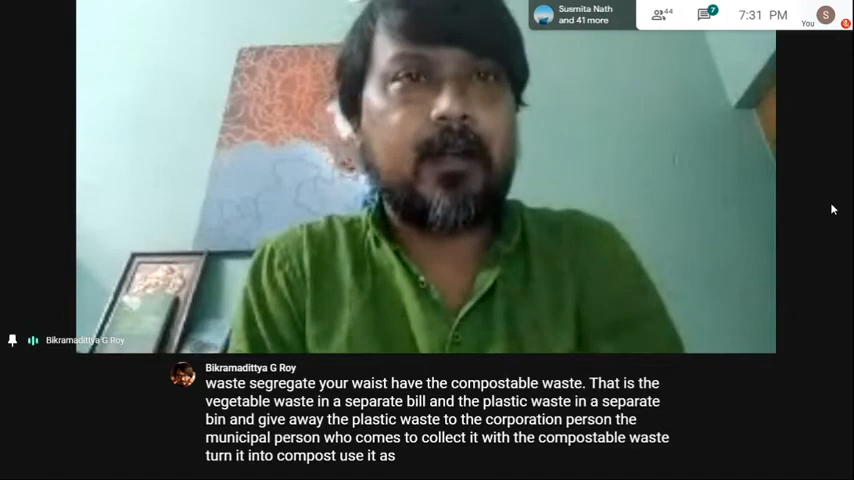 Susmita Nath
and 41 more
44
7
7:31 PM
You
S
Bikramadittya G Roy
Bikramadittya G Roy
waste segregate your waist have the compostable waste. That is the
vegetable waste in a separate bill and the plastic waste in a separate
bin and give away the plastic waste to the corporation person the
municipal person who comes to collect it with the compostable waste
turn it into compost use it as